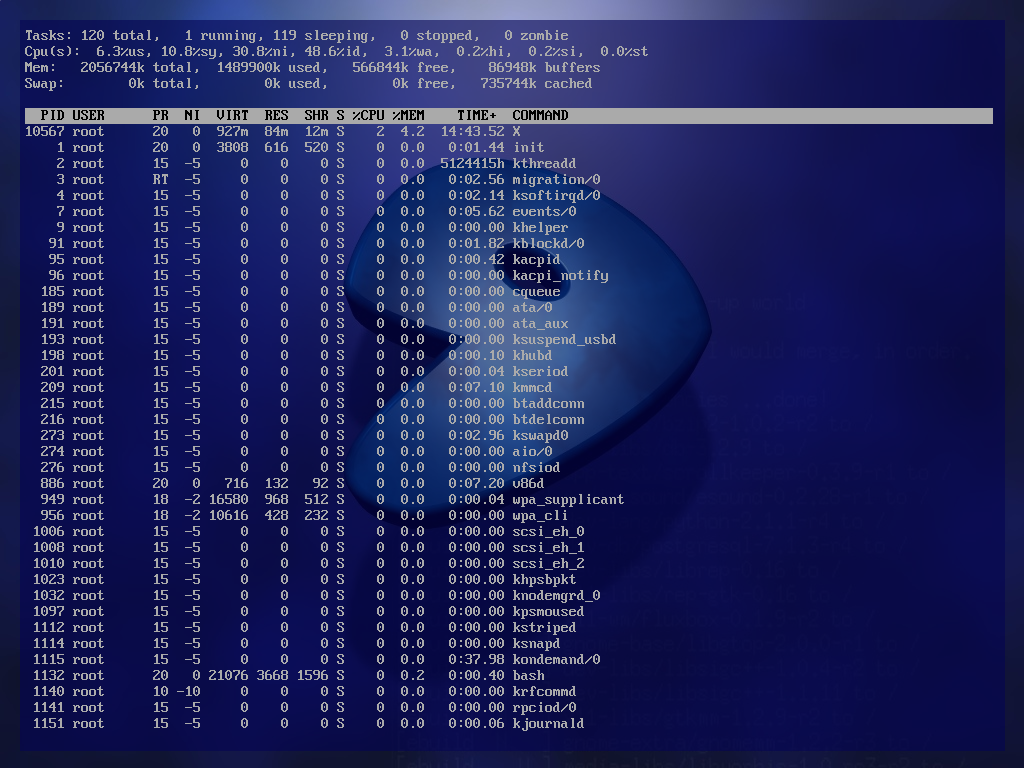 Tasks: 120 total,   1 running, 119 sleeping,   0 stopped,   0 zombie
Cpu(s):  6.3%us, 10.8%sy, 30.8%ni, 48.6%id,  3.1%wa,  0.2%hi,  0.2%si,  0.0%st
Mem:   2056744k total,  1489900k used,   566844k free,    86948k buffers
Swap:        0k total,        0k used,        0k free,   735744k cached
PID USER      PR  NI  VIRT  RES  SHR S %CPU %MEM    TIME+  COMMAND
10567 root      20   0  927m  84m  12m S    2  4.2  14:43.52 X
1 root      20   0  3808  616  520 S    0  0.0   0:01.44 init
2 root      15  -5     0    0    0 S    0  0.0  5124415h kthreadd
3 root      RT  -5     0    0    0 S    0  0.0   0:02.56 migration/0
4 root      15  -5     0    0    0 S    0  0.0   0:02.14 ksoftirqd/0
7 root      15  -5     0    0    0 S    0  0.0   0:05.62 events/0
9 root      15  -5     0    0    0 S    0  0.0   0:00.00 khelper
91 root      15  -5     0    0    0 S    0  0.0   0:01.82 kblockd/0
95 root      15  -5     0    0    0 S    0  0.0   0:00.42 kacpid
96 root      15  -5     0    0    0 S    0  0.0   0:00.00 kacpi_notify
185 root      15  -5     0    0    0 S    0  0.0   0:00.00 cqueue
189 root      15  -5     0    0    0 S    0  0.0   0:00.00 ata/0
191 root      15  -5     0    0    0 S    0  0.0   0:00.00 ata_aux
193 root      15  -5     0    0    0 S    0  0.0   0:00.00 ksuspend_usbd
198 root      15  -5     0    0    0 S    0  0.0   0:00.10 khubd
201 root      15  -5     0    0    0 S    0  0.0   0:00.04 kseriod
209 root      15  -5     0    0    0 S    0  0.0   0:07.10 kmmcd
215 root      15  -5     0    0    0 S    0  0.0   0:00.00 btaddconn
216 root      15  -5     0    0    0 S    0  0.0   0:00.00 btdelconn
273 root      15  -5     0    0    0 S    0  0.0   0:02.96 kswapd0
274 root      15  -5     0    0    0 S    0  0.0   0:00.00 aio/0
276 root      15  -5     0    0    0 S    0  0.0   0:00.00 nfsiod
886 root      20   0   716  132   92 S    0  0.0   0:07.20 v86d
949 root      18  -2 16580  968  512 S    0  0.0   0:00.04 wpa_supplicant
956 root      18  -2 10616  428  232 S    0  0.0   0:00.00 wpa_cli
1006 root      15  -5     0    0    0 S    0  0.0   0:00.00 scsi_eh_0
1008 root      15  -5     0    0    0 S    0  0.0   0:00.00 scsi_eh_1
1010 root      15  -5     0    0    0 S    0  0.0   0:00.00 scsi_eh_2
1023 root      15  -5     0    0    0 S    0  0.0   0:00.00 khpsbpkt
1032 root      15  -5     0    0    0 S    0  0.0   0:00.00 knodemgrd_0
1097 root      15  -5     0    0    0 S    0  0.0   0:00.00 kpsmoused
1112 root      15  -5     0    0    0 S    0  0.0   0:00.00 kstriped
1114 root      15  -5     0    0    0 S    0  0.0   0:00.00 ksnapd
1115 root      15  -5     0    0    0 S    0  0.0   0:37.98 kondemand/0
1132 root      20   0 21076 3668 1596 S    0  0.2   0:00.40 bash
1140 root      10 -10     0    0    0 S    0  0.0   0:00.00 krfcommd
1141 root      15  -5     0    0    0 S    0  0.0   0:00.00 rpciod/0
1151 root      15  -5     0    0    0 S    0  0.0   0:00.06 kjournald